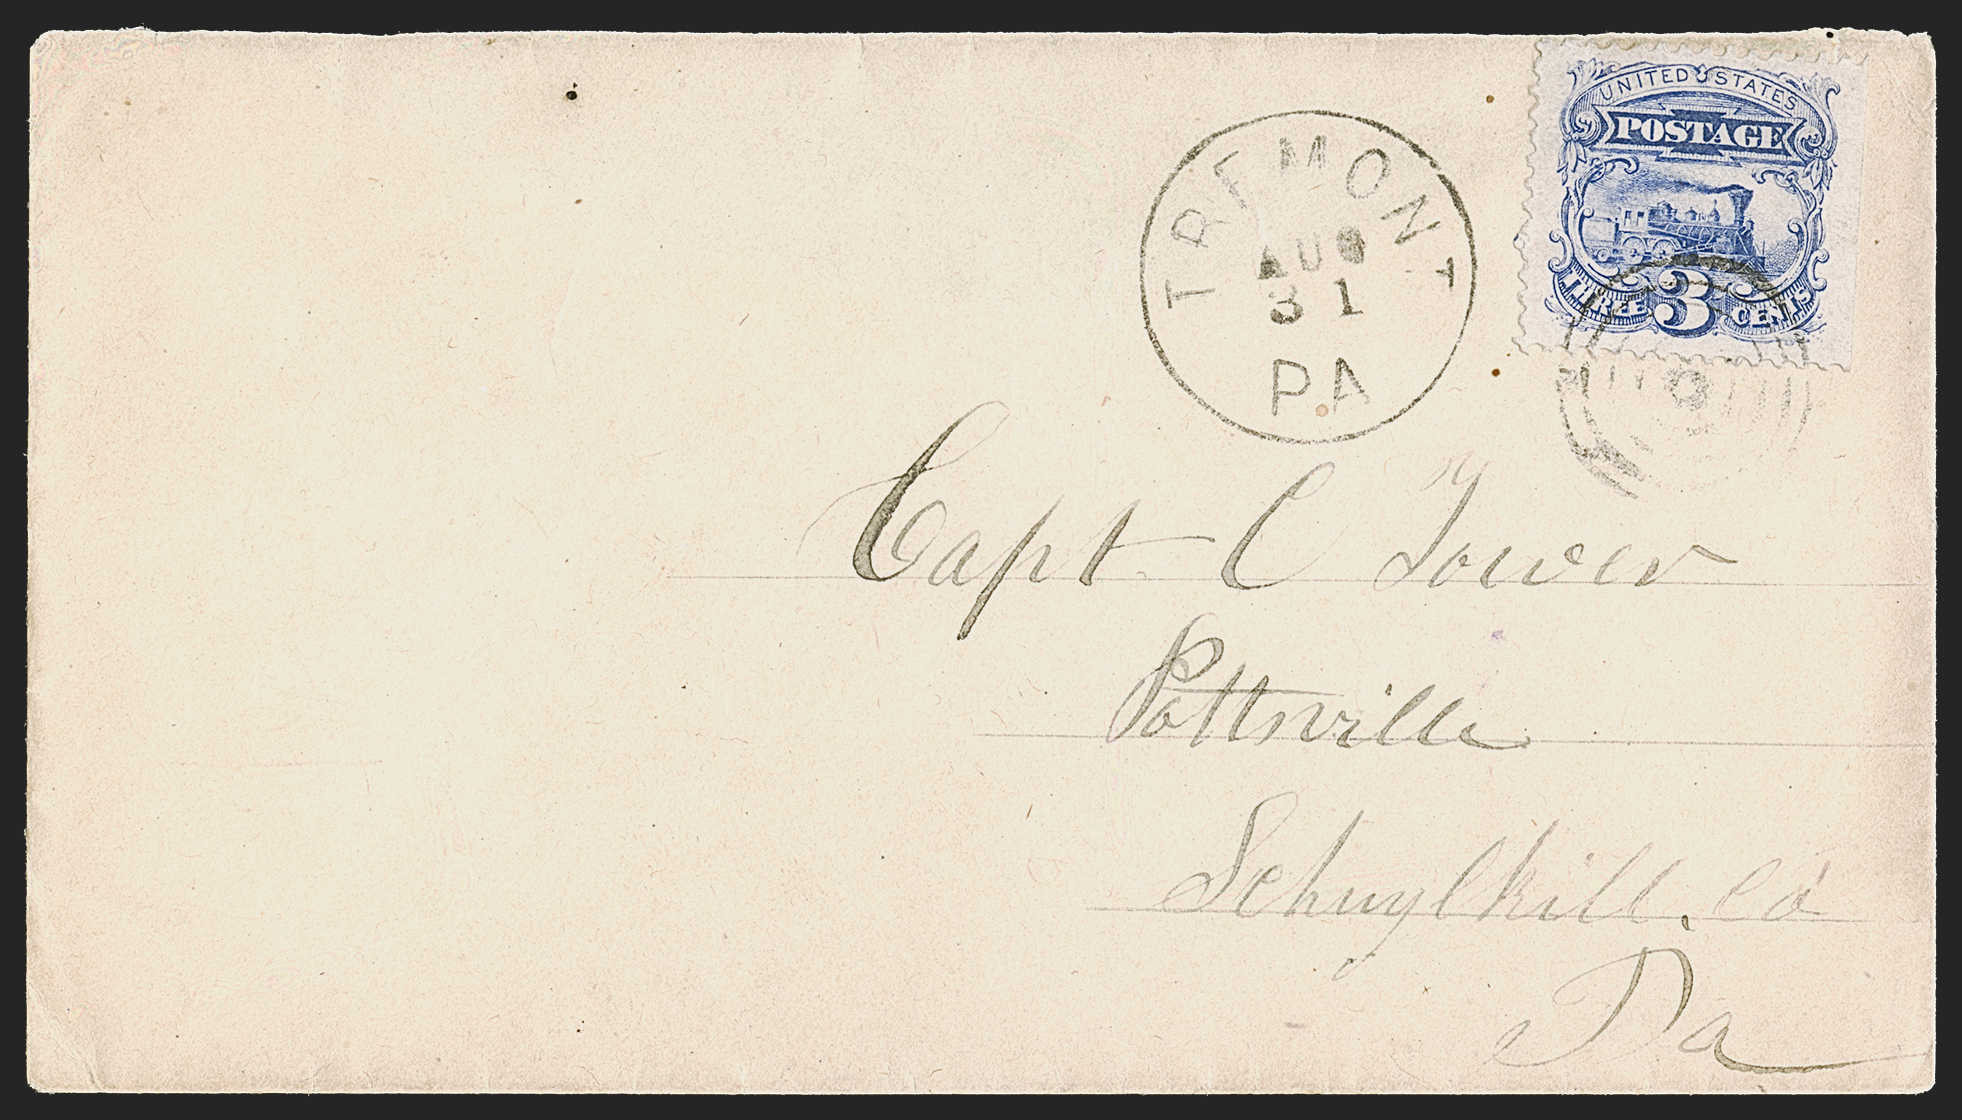 UNITED STATES
POSTAGE
THREE 3 CENTS
TREMONT
AUG
31
PA
Capt C Tower
Pottsville
Schuylkill. Co
Pa